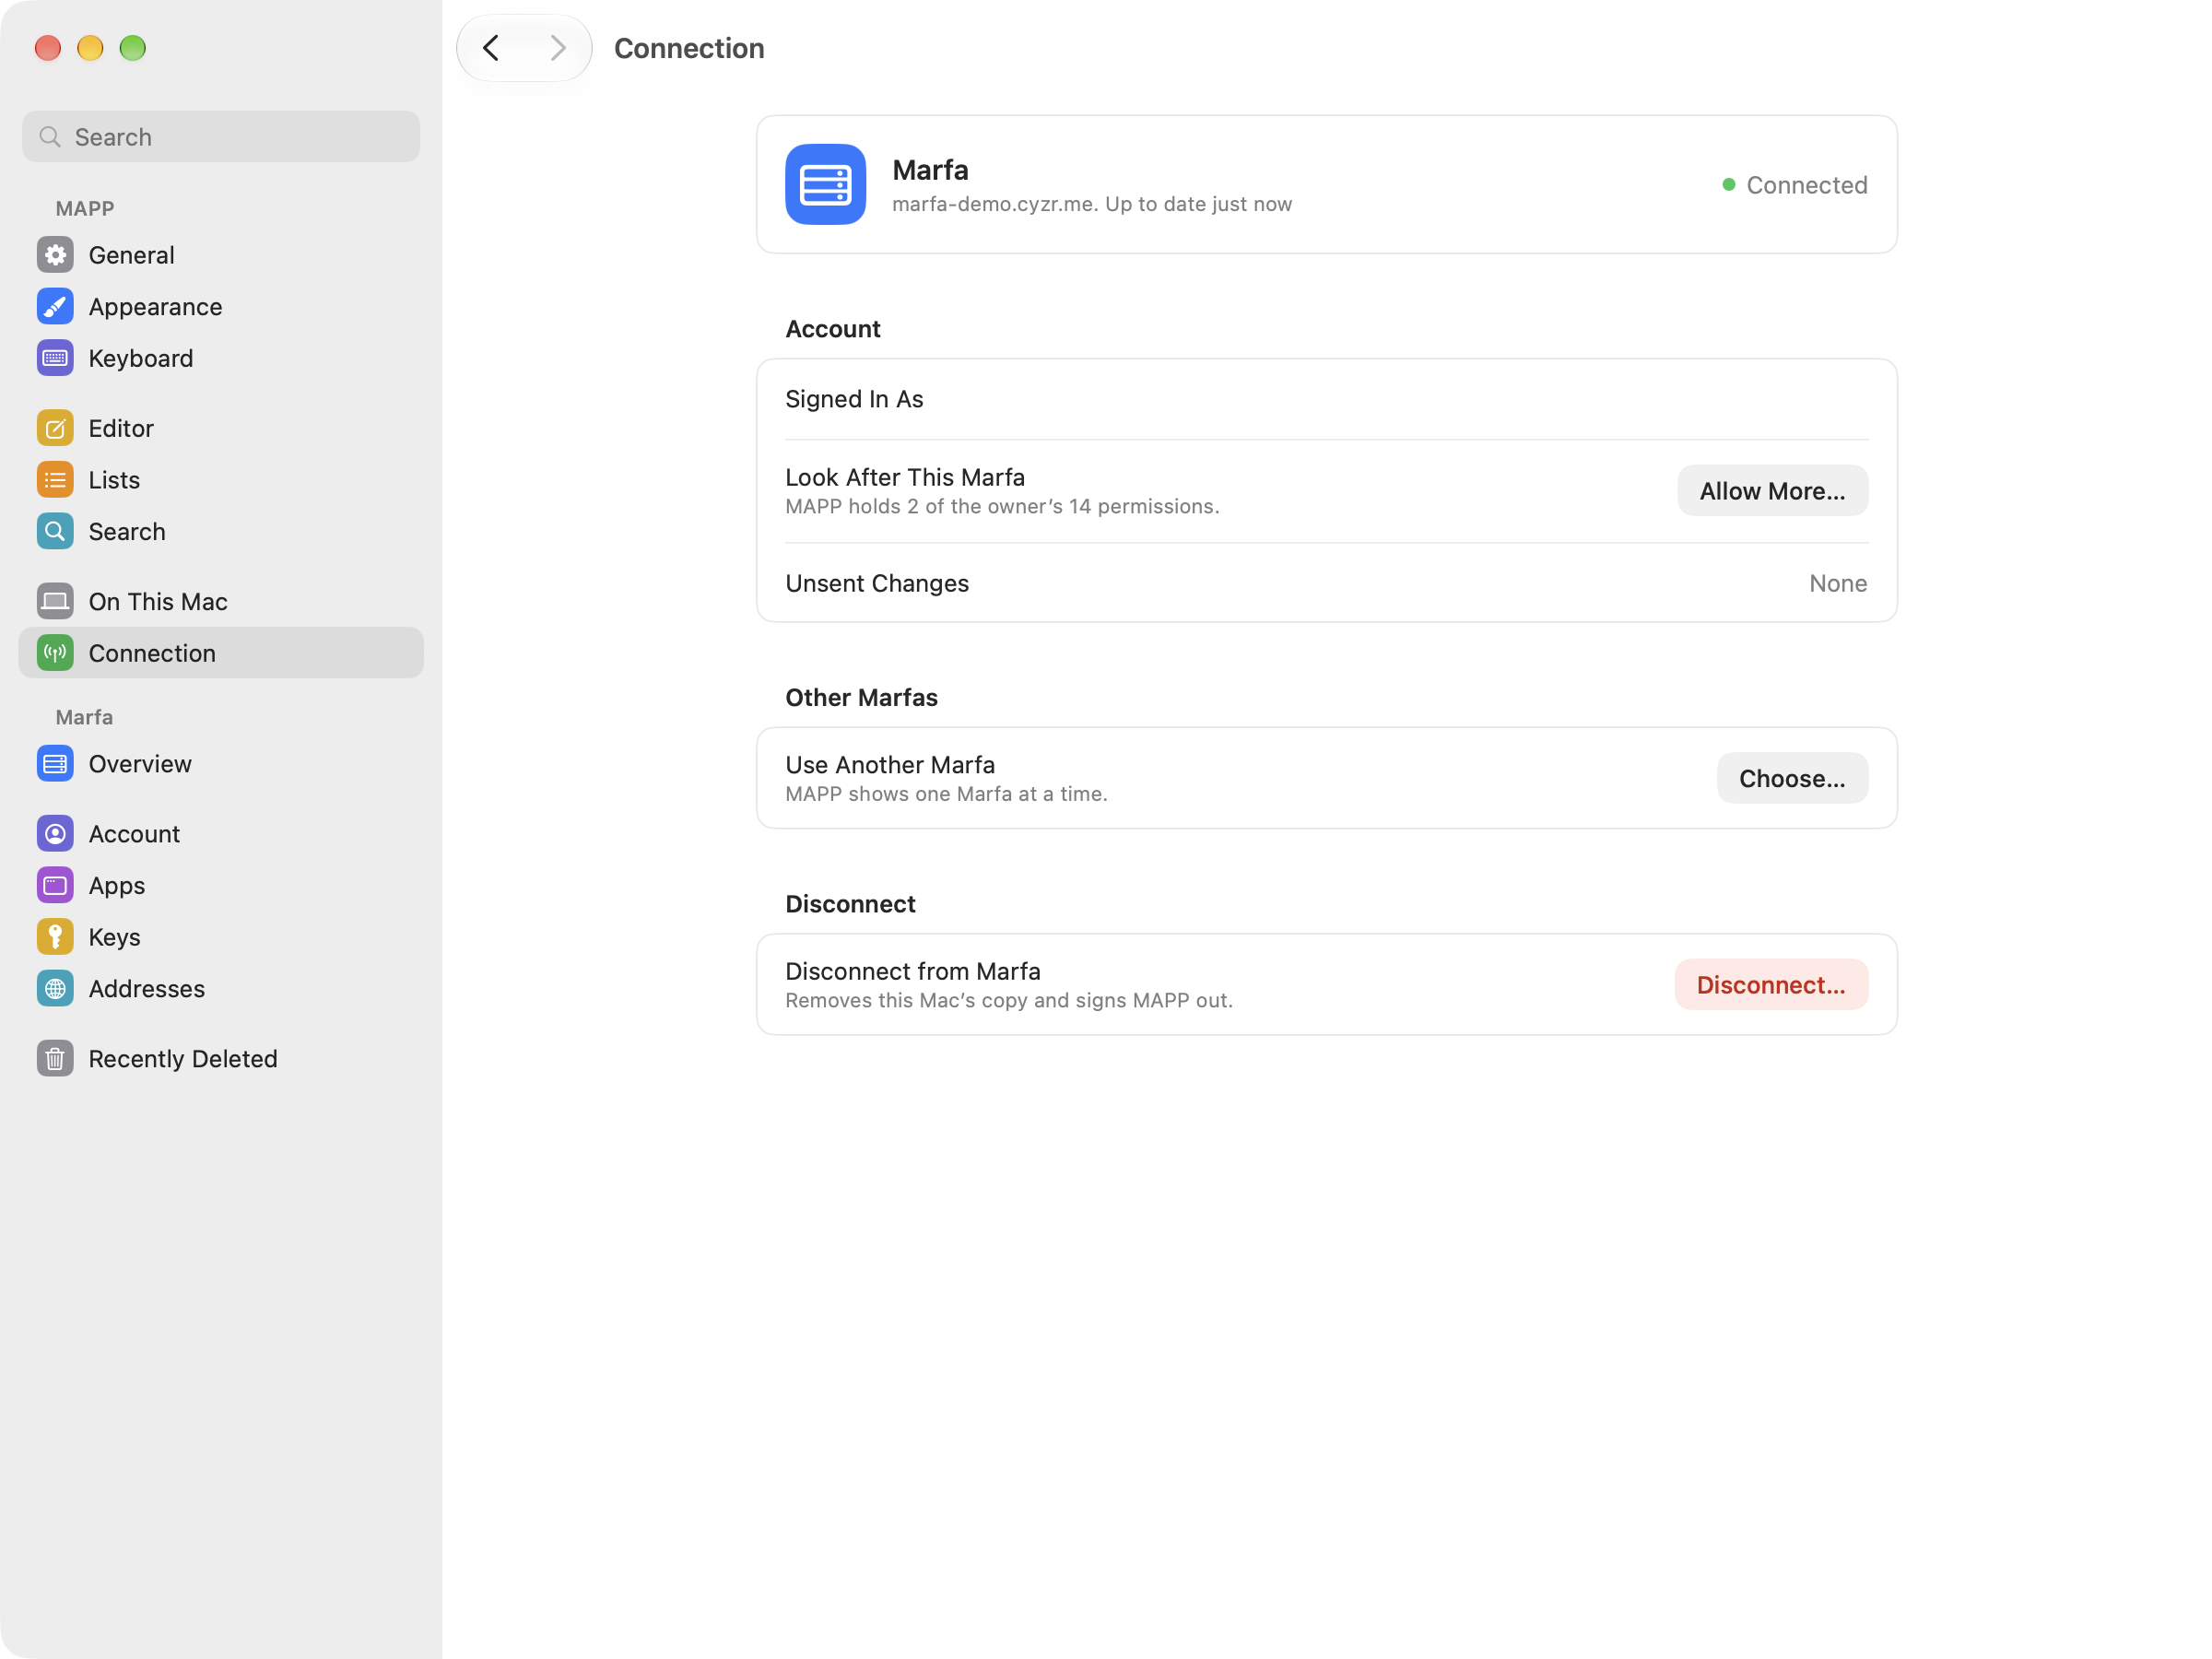 Connection
Search
MAPP
General
Appearance
Keyboard
Editor
Lists
Search
On This Mac
Connection
Marfa
Overview
Account
Apps
Keys
Addresses
Recently Deleted
Marfa
marfa-demo.cyzr.me. Up to date just now
Connected
Account
Signed In As
Look After This Marfa
MAPP holds 2 of the owner’s 14 permissions.
Allow More...
Unsent Changes
None
Other Marfas
Use Another Marfa
MAPP shows one Marfa at a time.
Choose...
Disconnect
Disconnect from Marfa
Removes this Mac’s copy and signs MAPP out.
Disconnect...